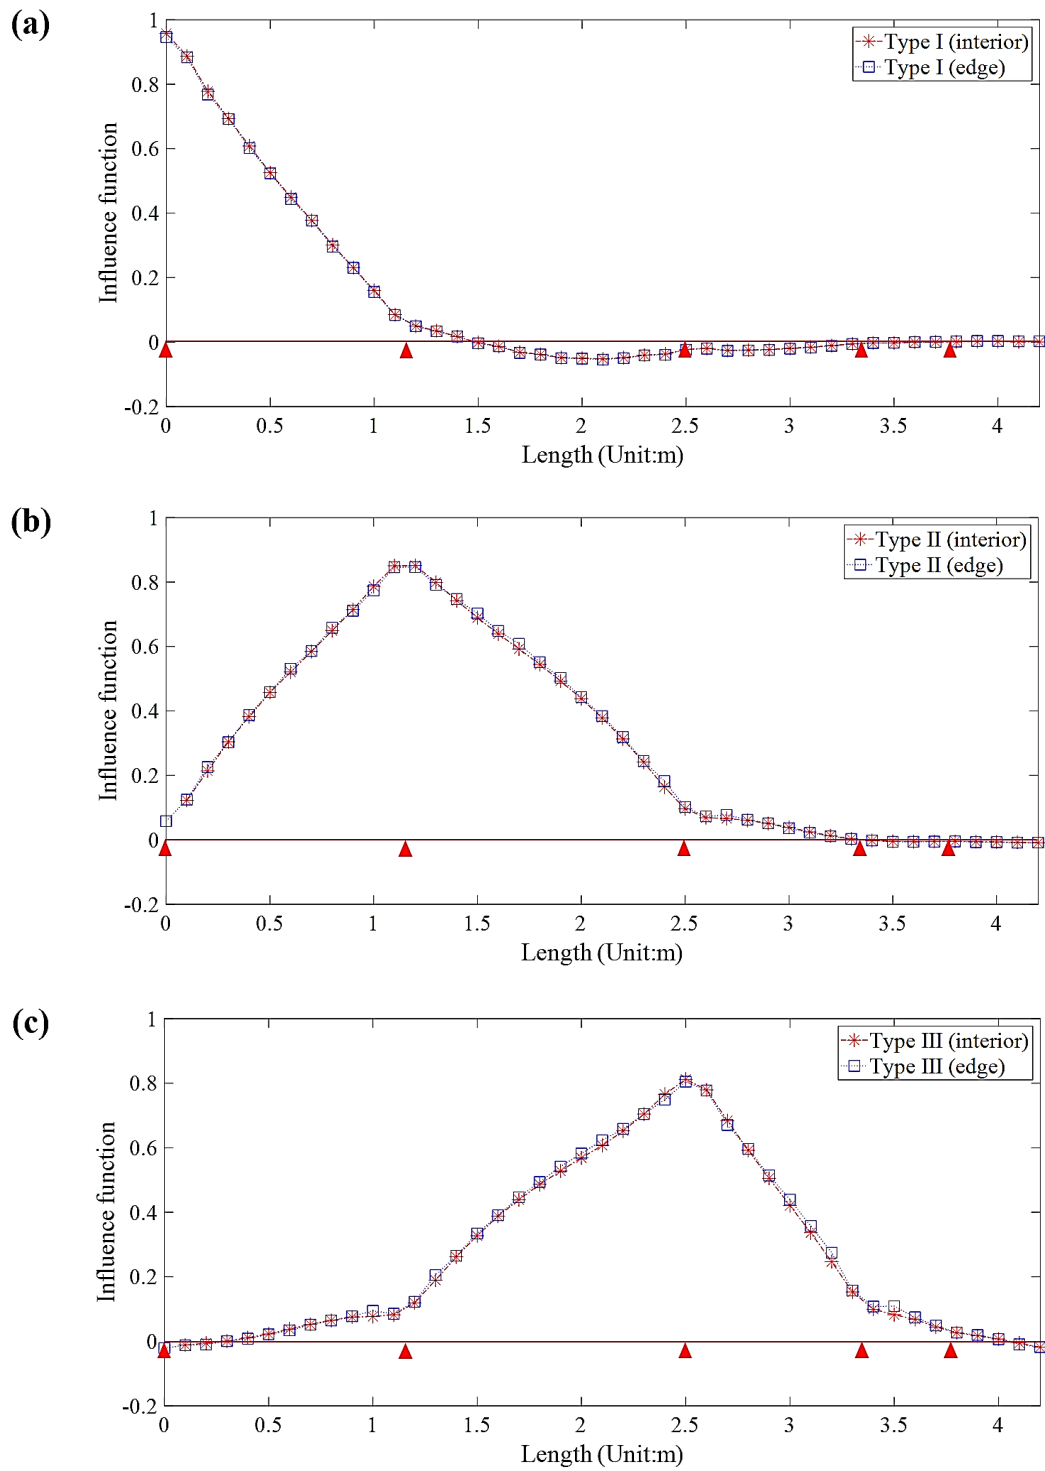 (a)
1
0.8
0.6
0.4
0.2
0
-0.2
Influence function
Type I (interior)
Type I (edge)
0 0.5 1 1.5 2 2.5 3 3.5 4
Length (Unit:m)
(b)
1
0.8
0.6
0.4
0.2
0
-0.2
Influence function
Type II (interior)
Type II (edge)
0 0.5 1 1.5 2 2.5 3 3.5 4
Length (Unit:m)
(c)
1
0.8
0.6
0.4
0.2
0
-0.2
Influence function
Type III (interior)
Type III (edge)
0 0.5 1 1.5 2 2.5 3 3.5 4
Length (Unit:m)